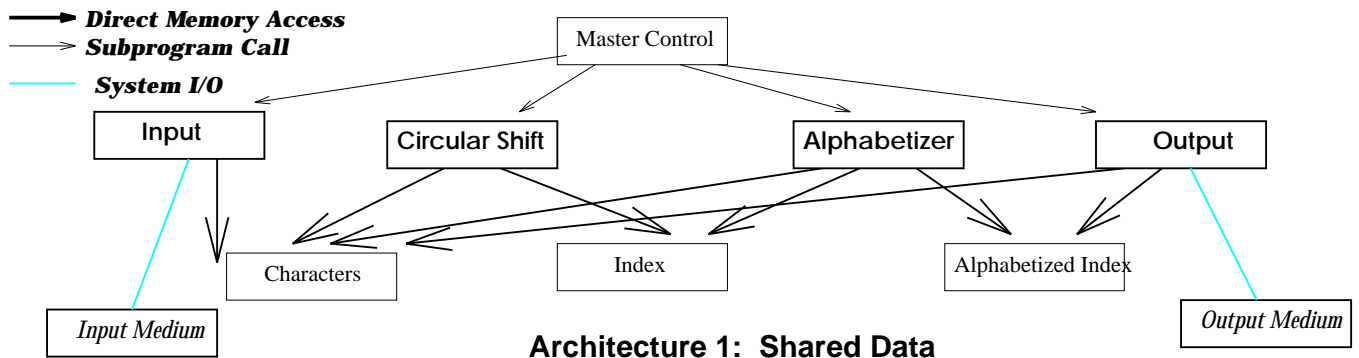 Direct Memory Access
Subprogram Call
System I/O
Master Control
Input
Circular Shift
Alphabetizer
Output
Characters
Index
Alphabetized Index
Input Medium
Output Medium
Architecture 1: Shared Data